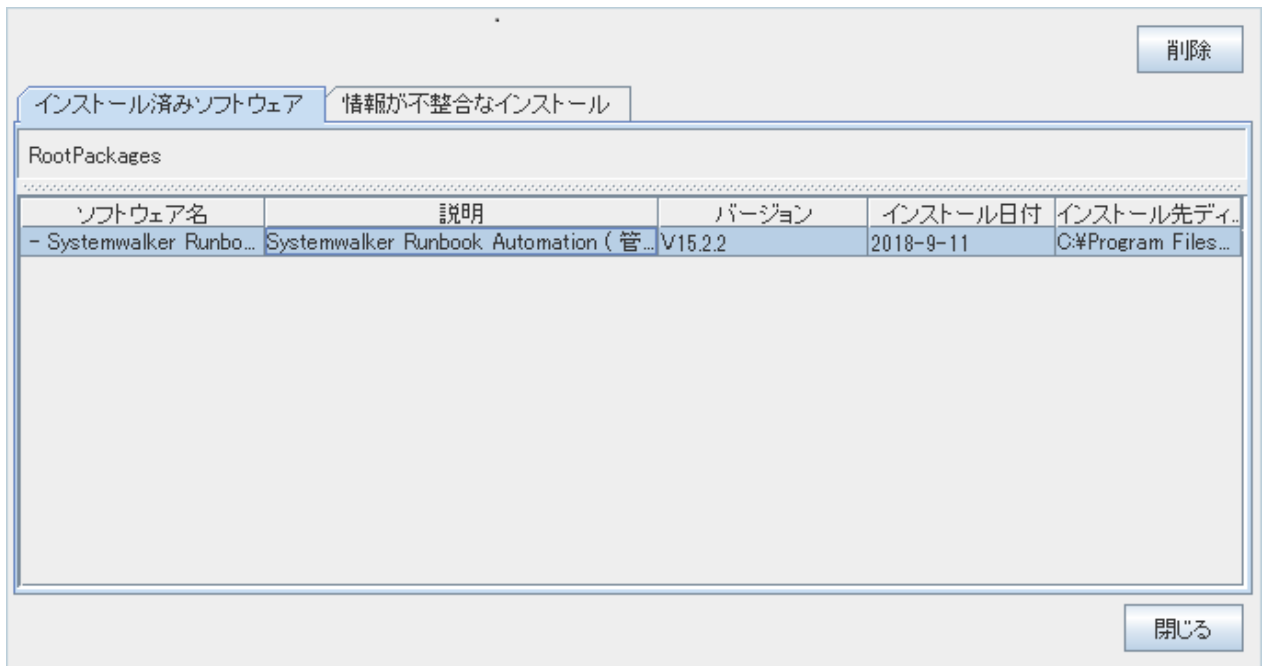 削除
インストール済みソフトウェア 情報が不整合なインストール
RootPackages
ソフトウェア名 説明 バージョン インストール日付 インストール先ディ...
- Systemwalker Runbo... Systemwalker Runbook Automation ( 管... V15.2.2 2018-9-11 C:¥Program Files...
閉じる